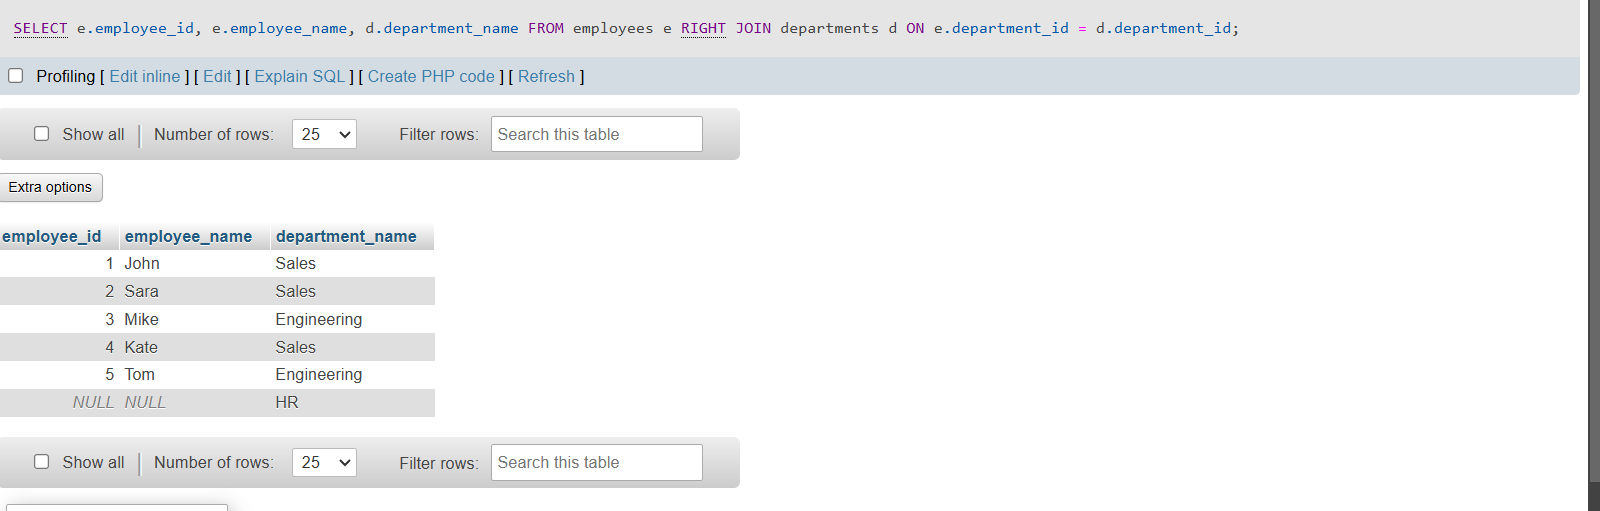 SELECT e.employee_id, e.employee_name, d.department_name FROM employees e RIGHT JOIN departments d ON e.department_id = d.department_id;
Profiling [ Edit inline ] [ Edit ] [ Explain SQL ] [ Create PHP code ] [ Refresh ]
Show all | Number of rows: 25 Filter rows: Search this table
Extra options
employee_id employee_name department_name
1 John Sales
2 Sara Sales
3 Mike Engineering
4 Kate Sales
5 Tom Engineering
NULL NULL HR
Show all | Number of rows: 25 Filter rows: Search this table